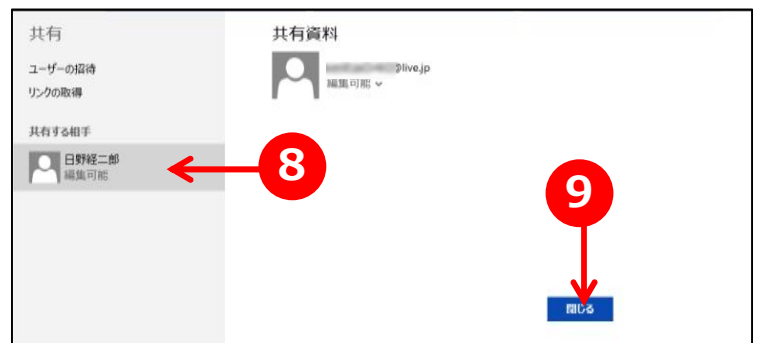 共有
ユーザーの招待
リンクの取得
共有する相手
日野経二郎
編集可能
8
共有資料
@live.jp
編集可能
9
閉じる